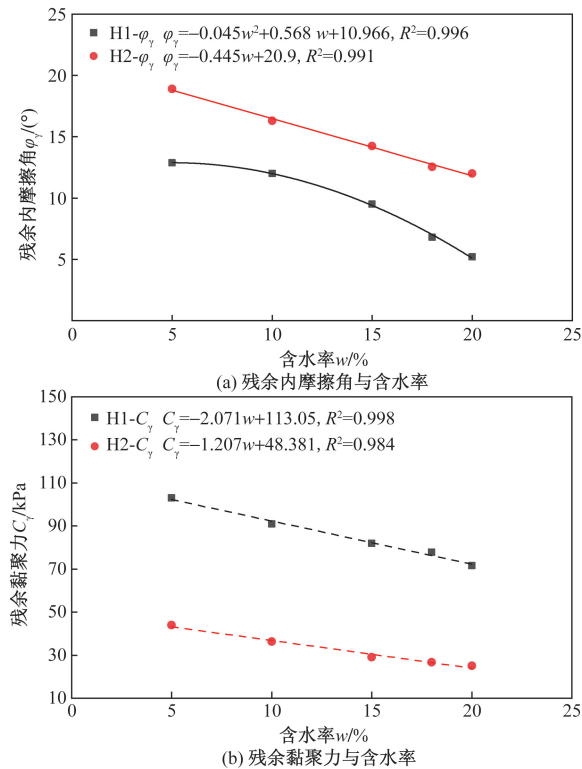 25
20
15
10
5
残余内摩擦角φγ/(°)
H1-φγ φγ=−0.045w²+0.568 w+10.966, R²=0.996
H2-φγ φγ=−0.445w+20.9, R²=0.991
0 5 10 15 20 25
含水率w/%
(a) 残余内摩擦角与含水率
150
130
110
90
70
50
30
10
残余黏聚力Cγ/kPa
H1-Cγ Cγ=−2.071w+113.05, R²=0.998
H2-Cγ Cγ=−1.207w+48.381, R²=0.984
0 5 10 15 20 25
含水率w/%
(b) 残余黏聚力与含水率